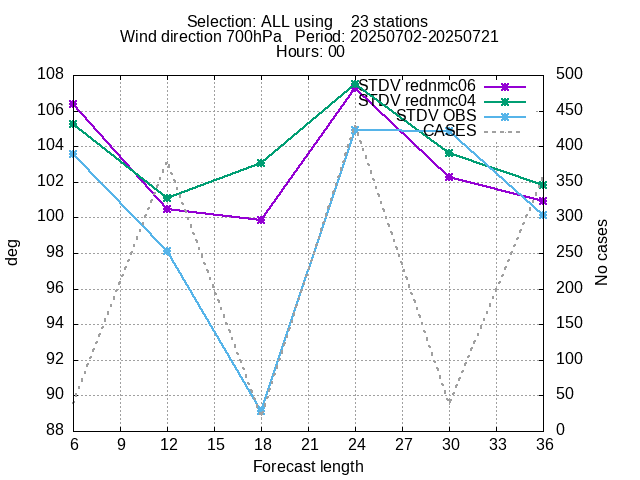 Selection: ALL using    23 stations
Wind direction 700hPa   Period: 20250702-20250721
Hours: 00
108
106
104
102
100
98
96
94
92
90
88
500
450
400
350
300
250
200
150
100
50
0
STDV rednmc06
STDV rednmc04
STDV OBS
CASES
deg
No cases
6 9 12 15 18 21 24 27 30 33 36
Forecast length